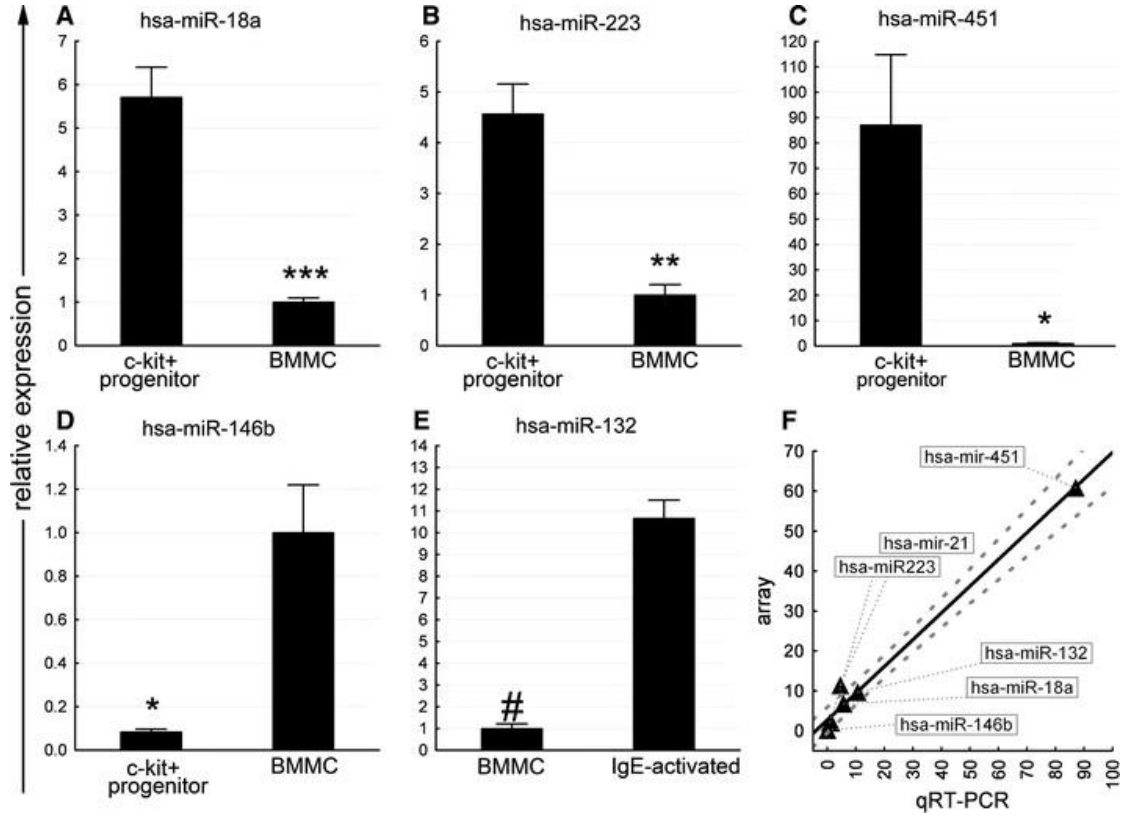 relative expression
A
hsa-miR-18a
7
6
5
4
3
2
1
0
***
c-kit+
progenitor
BMMC
B
hsa-miR-223
6
5
4
3
2
1
0
**
c-kit+
progenitor
BMMC
C
hsa-miR-451
120
110
100
90
80
70
60
50
40
30
20
10
0
*
c-kit+
progenitor
BMMC
D
hsa-miR-146b
1.4
1.2
1.0
0.8
0.6
0.4
0.2
0.0
*
c-kit+
progenitor
BMMC
E
hsa-miR-132
14
13
12
11
10
9
8
7
6
5
4
3
2
1
0
#
BMMC
IgE-activated
F
array
70
60
50
40
30
20
10
0
hsa-mir-451
hsa-mir-21
hsa-miR223
hsa-miR-132
hsa-miR-18a
hsa-miR-146b
0 10 20 30 40 50 60 70 80 90 100
qRT-PCR